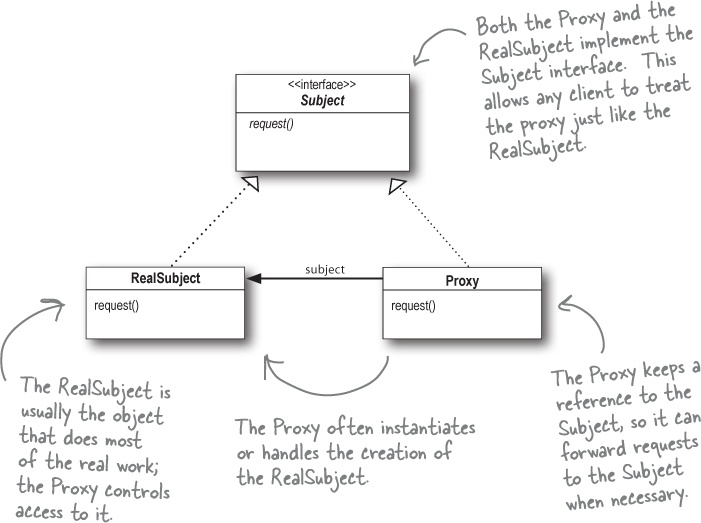 Both the Proxy and the
RealSubject implement the
Subject interface. This
allows any client to treat
the proxy just like the
RealSubject.
<<interface>>
Subject
request()
RealSubject
request()
subject
Proxy
request()
The RealSubject is
usually the object
that does most
of the real work;
the Proxy controls
access to it.
The Proxy often instantiates
or handles the creation of
the RealSubject.
The Proxy keeps a
reference to the
Subject, so it can
forward requests
to the Subject
when necessary.